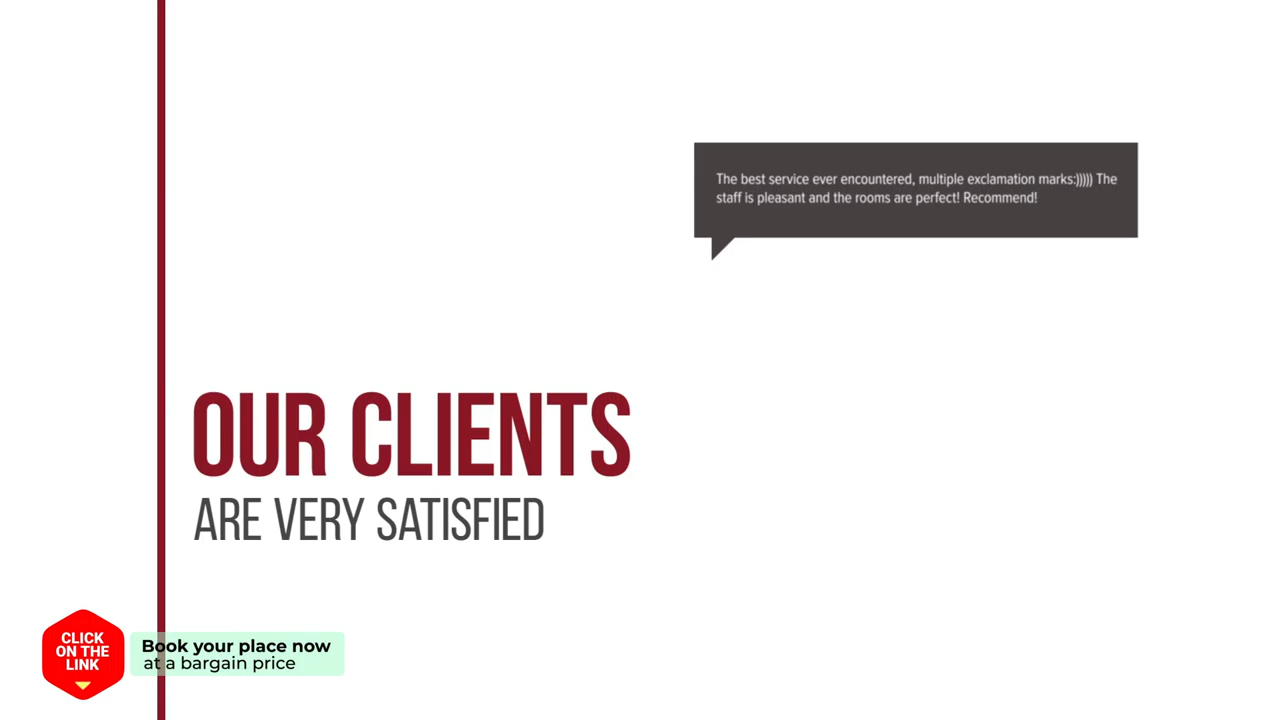 The best service ever encountered, multiple exclamation marks:))))) The
staff is pleasant and the rooms are perfect! Recommend!
OUR CLIENTS
ARE VERY SATISFIED
CLICK
ON THE
LINK
Book your place now
at a bargain price